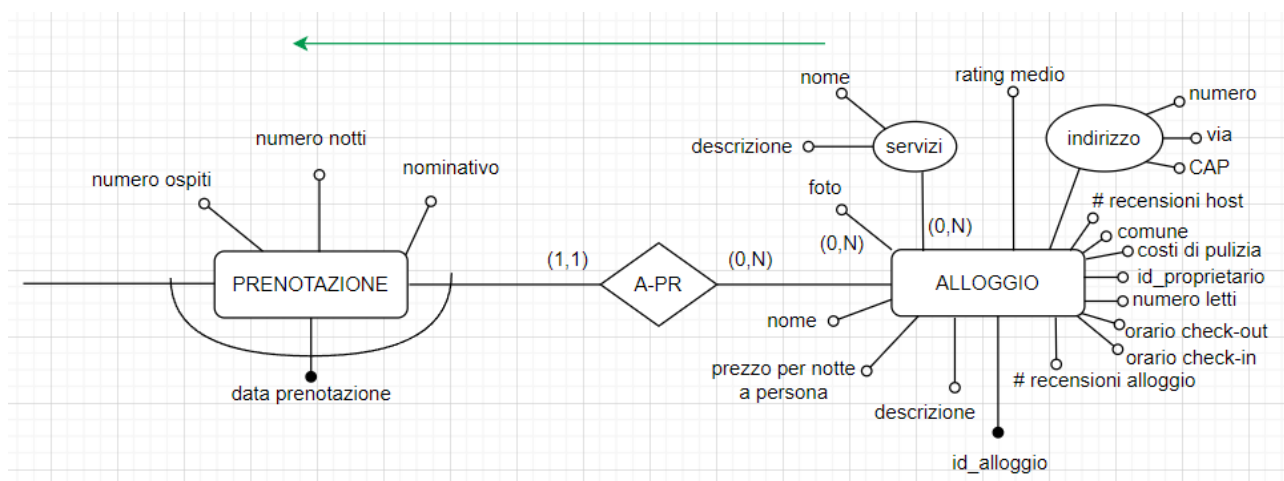 nome
rating medio
numero
numero notti
servizi
indirizzo
via
descrizione
nominativo
CAP
numero ospiti
foto
# recensioni host
(0,N)
(0,N)
comune
costi di pulizia
(1,1)
(0,N)
PRENOTAZIONE
A-PR
ALLOGGIO
id_proprietario
numero letti
nome
orario check-out
orario check-in
prezzo per notte
a persona
# recensioni alloggio
data prenotazione
descrizione
id_alloggio